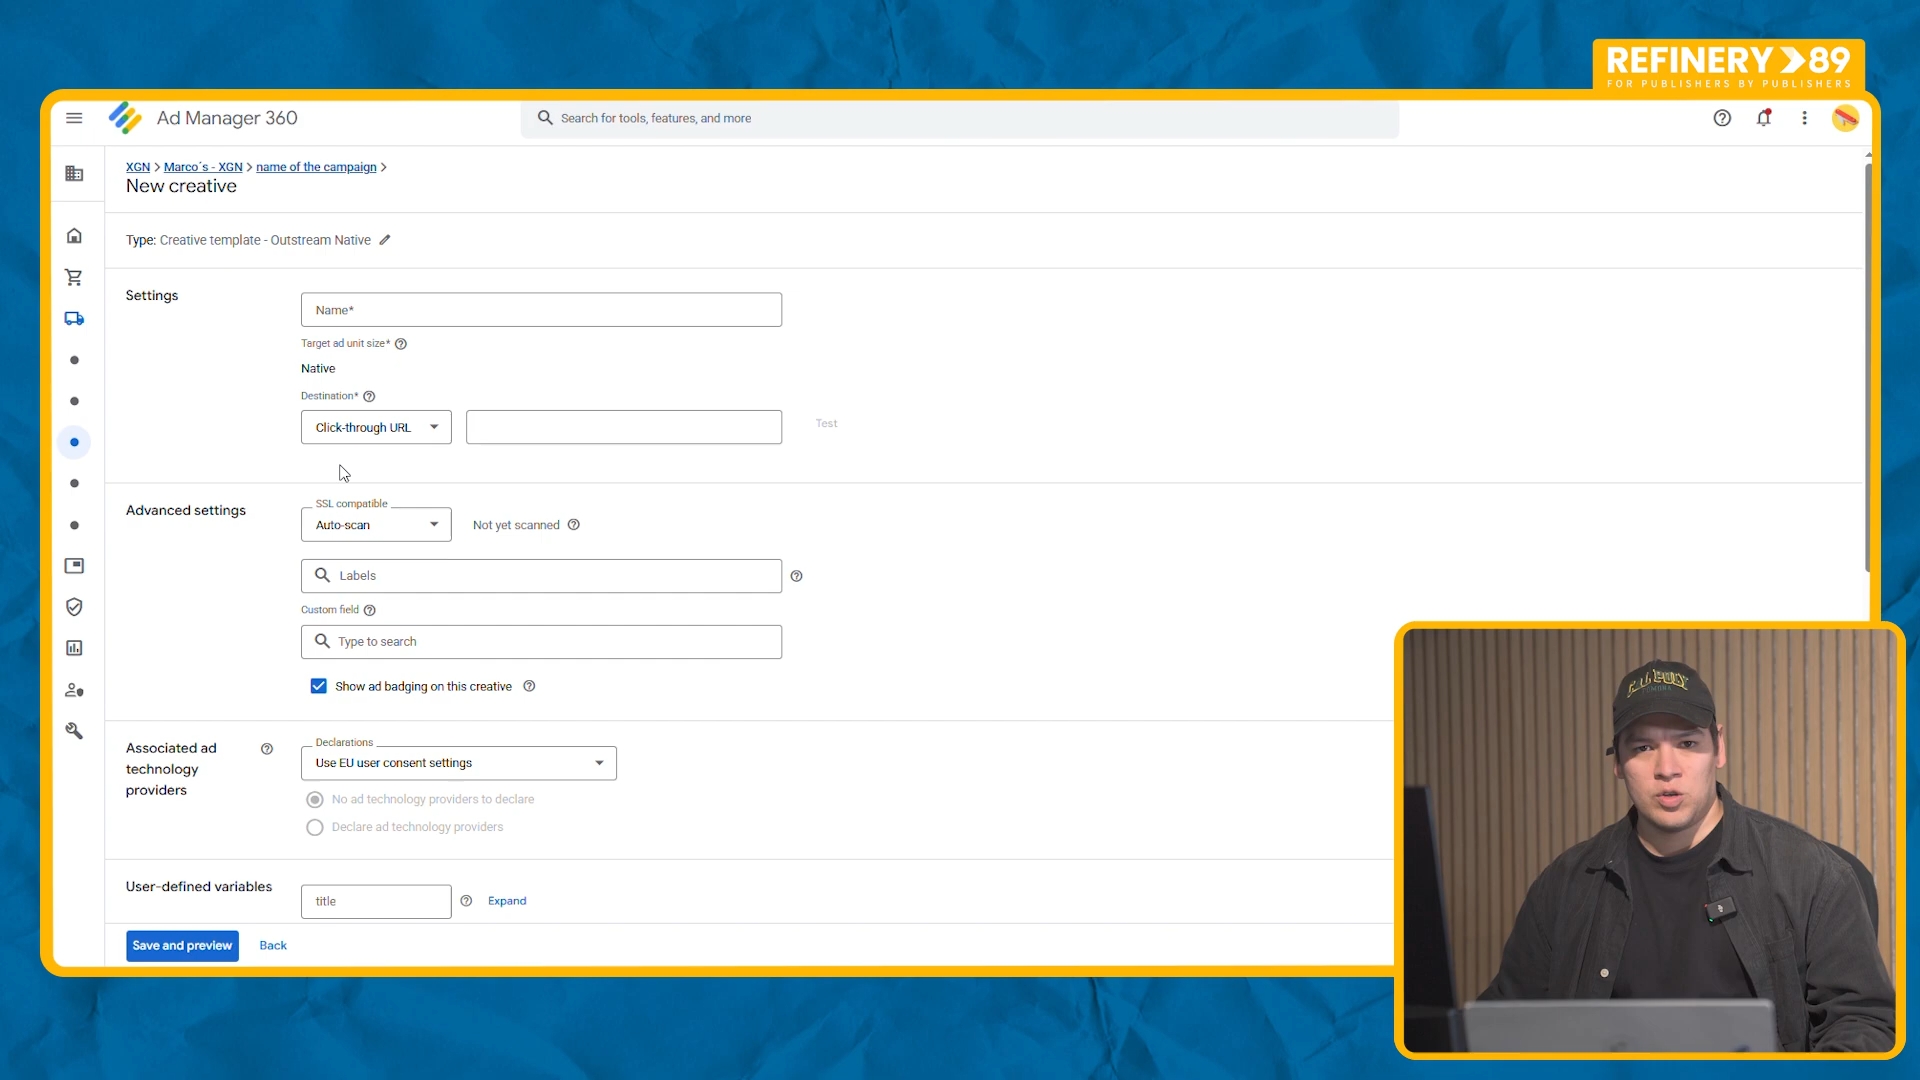 REFINERY 89
FOR PUBLISHERS BY PUBLISHERS
Ad Manager 360
Search for tools, features, and more
XGN > Marco´s - XGN > name of the campaign >
New creative
Type: Creative template - Outstream Native
Settings
Name*
Target ad unit size*
Native
Destination*
Click-through URL
Test
Advanced settings
SSL compatible
Auto-scan
Not yet scanned
Labels
Custom field
Type to search
Show ad badging on this creative
Associated ad
technology
providers
Declarations
Use EU user consent settings
No ad technology providers to declare
Declare ad technology providers
User-defined variables
title
Expand
Save and preview
Back
CAL POLY